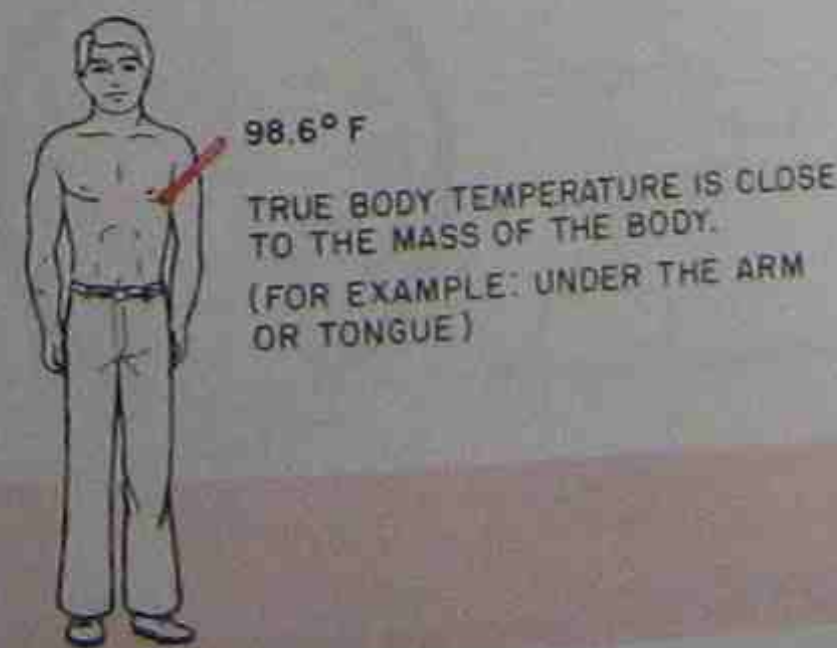 98.6° F
TRUE BODY TEMPERATURE IS CLOSE
TO THE MASS OF THE BODY.
(FOR EXAMPLE: UNDER THE ARM
OR TONGUE)